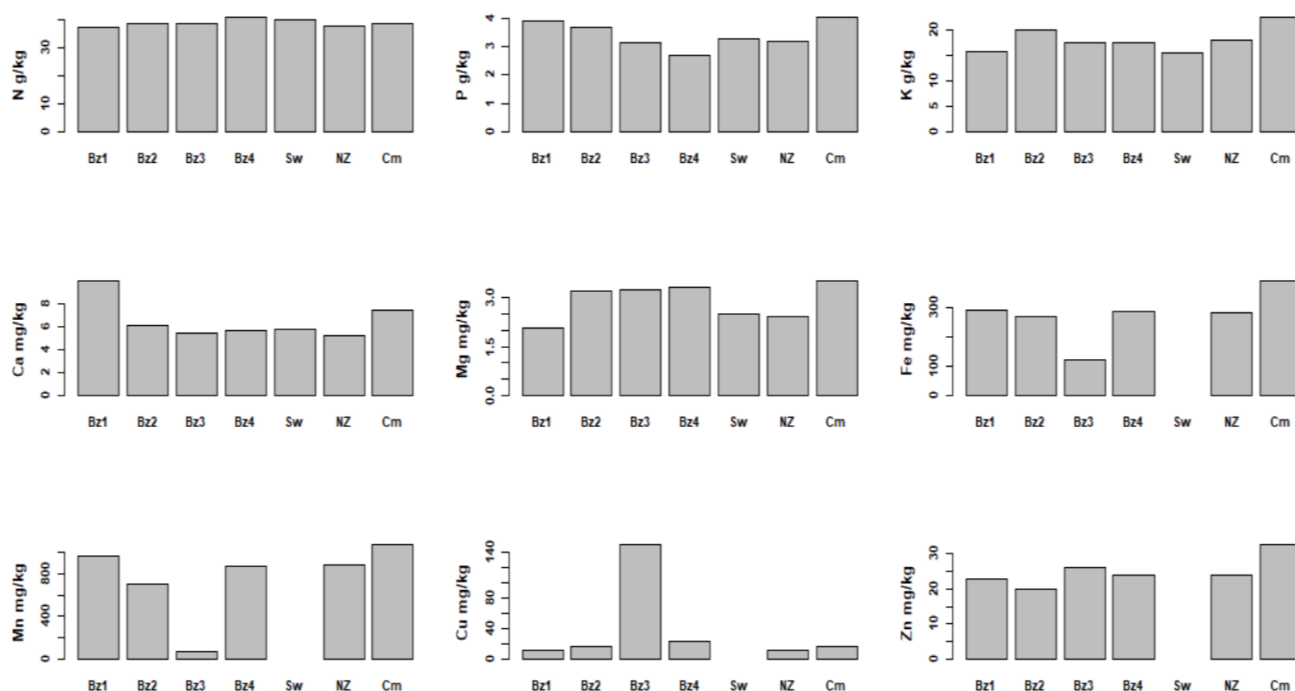 N g/kg
30
10
0
Bz1 Bz2 Bz3 Bz4 Sw NZ Cm
P g/kg
4
3
2
1
0
Bz1 Bz2 Bz3 Bz4 Sw NZ Cm
K g/kg
20
15
10
5
0
Bz1 Bz2 Bz3 Bz4 Sw NZ Cm
Ca mg/kg
8
6
4
2
0
Bz1 Bz2 Bz3 Bz4 Sw NZ Cm
Mg mg/kg
3.0
1.5
0.0
Bz1 Bz2 Bz3 Bz4 Sw NZ Cm
Fe mg/kg
300
100
0
Bz1 Bz2 Bz3 Bz4 Sw NZ Cm
Mn mg/kg
800
400
0
Bz1 Bz2 Bz3 Bz4 Sw NZ Cm
Cu mg/kg
140
80
40
0
Bz1 Bz2 Bz3 Bz4 Sw NZ Cm
Zn mg/kg
30
20
10
0
Bz1 Bz2 Bz3 Bz4 Sw NZ Cm